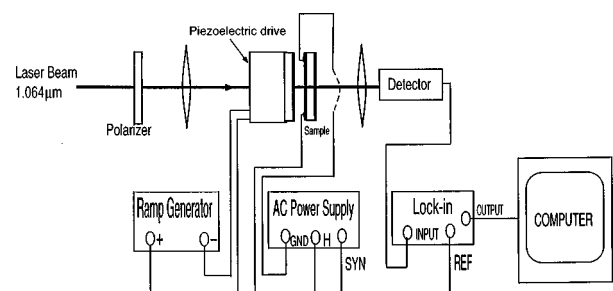 Piezoelectric drive
Laser Beam
1.064μm
Polarizer
Sample
Detector
Ramp Generator
+ −
AC Power Supply
GND H
SYN
Lock-in
INPUT
OUTPUT
REF
COMPUTER